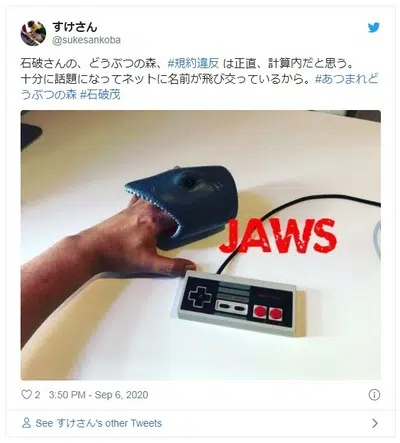 すけさん
@sukesankoba
石破さんの、どうぶつの森、#規約違反 は正直、計算内だと思う。
十分に話題になってネットに名前が飛び交っているから。#あつまれど
うぶつの森 #石破茂
JAWS
2 3:50 PM - Sep 6, 2020
See すけさん's other Tweets